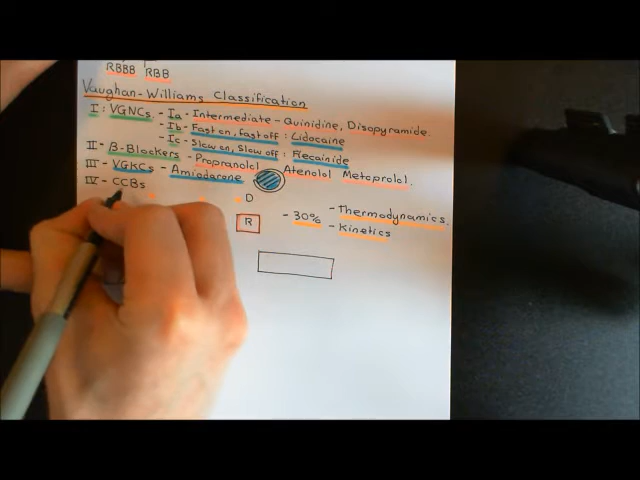 RBBB RBB
Vaughan-Williams Classification
I : VGNCs - Ia - Intermediate - Quinidine, Disopyramide.
- Ib - Fast on, fast off : Lidocaine
- Ic - Slow on, Slow off : Flecainide
II - β-Blockers - Propranolol Atenolol Metoprolol.
III - VGKCs - Amiodarone
IV - CCBs
D
R - 30% - Thermodynamics.
- Kinetics